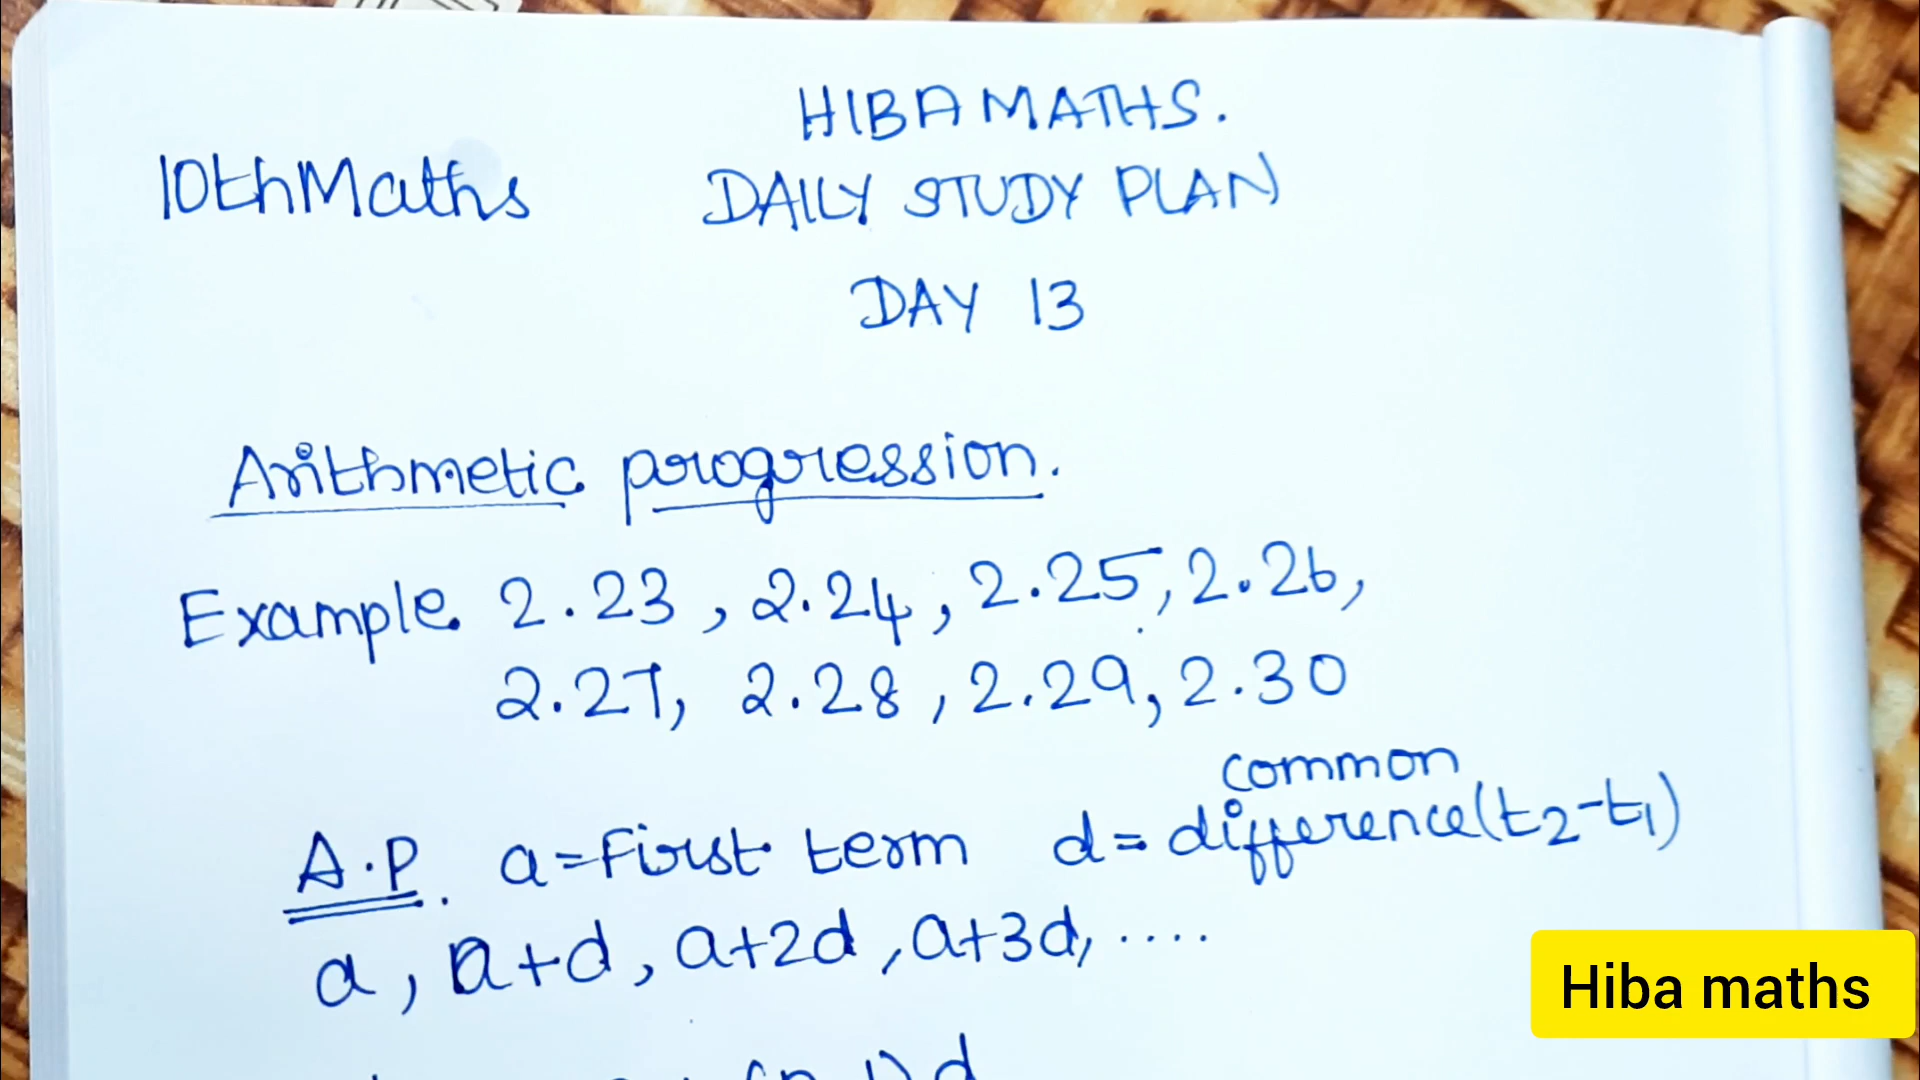 HIBA MATHS.
10th Maths DAILY STUDY PLAN
DAY 13
Arithmetic progression.
Example 2.23, 2.24, 2.25, 2.26,
2.27, 2.28, 2.29, 2.30
common
A.P. a=First term d=difference(t2-t1)
a, a+d, a+2d, a+3d, ....
Hiba maths